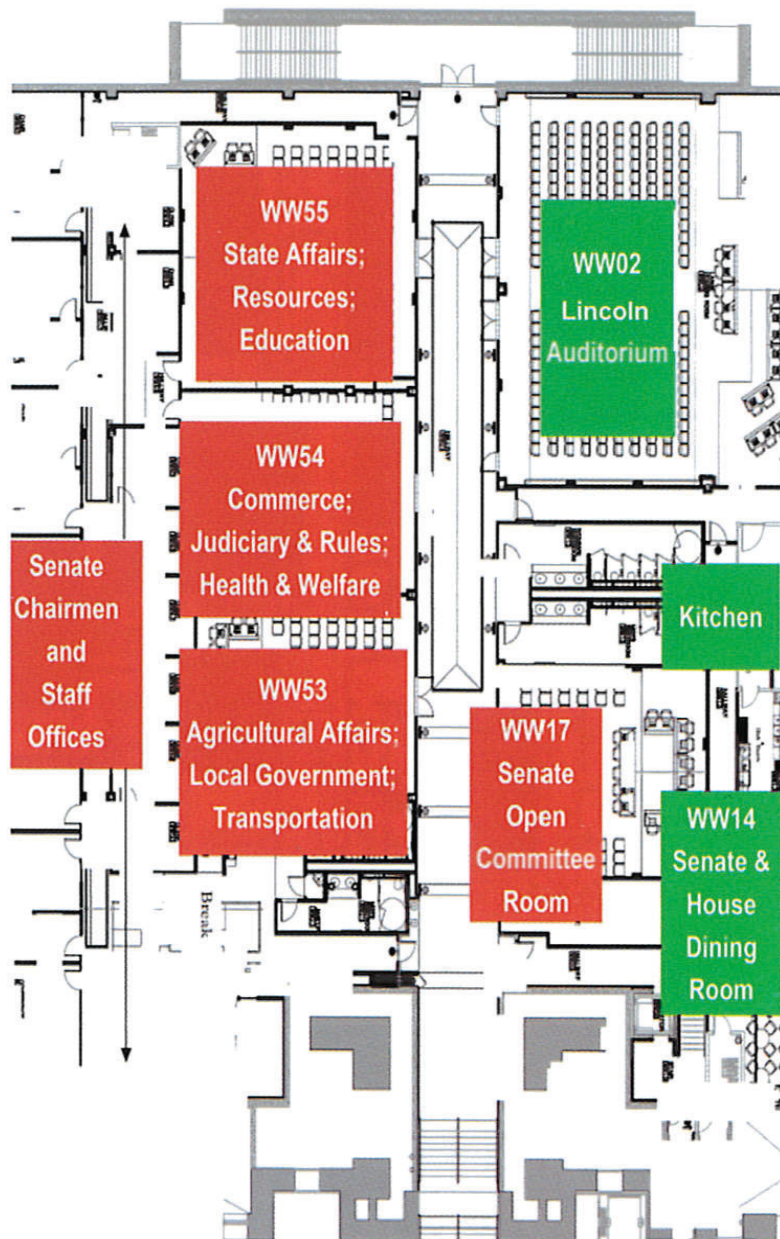 WW55
State Affairs;
Resources;
Education
WW02
Lincoln
Auditorium
WW54
Commerce;
Judiciary & Rules;
Health & Welfare
Senate
Chairmen
and
Staff
Offices
Kitchen
WW53
Agricultural Affairs;
Local Government;
Transportation
WW17
Senate
Open
Committee
Room
WW14
Senate &
House
Dining
Room
Break